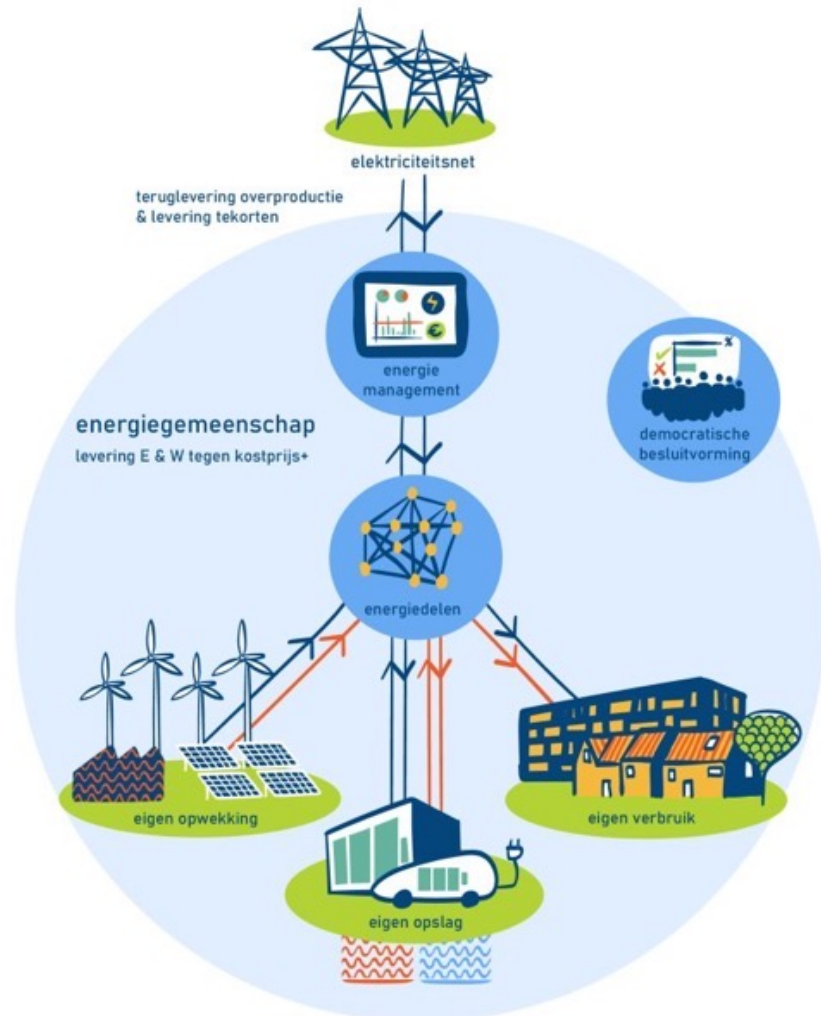 elektriciteitsnet
teruglevering overproductie
& levering tekorten
energie
management
democratische
besluitvorming
energiegemeenschap
levering E & W tegen kostprijs+
energiedelen
eigen opwekking
eigen verbruik
eigen opslag